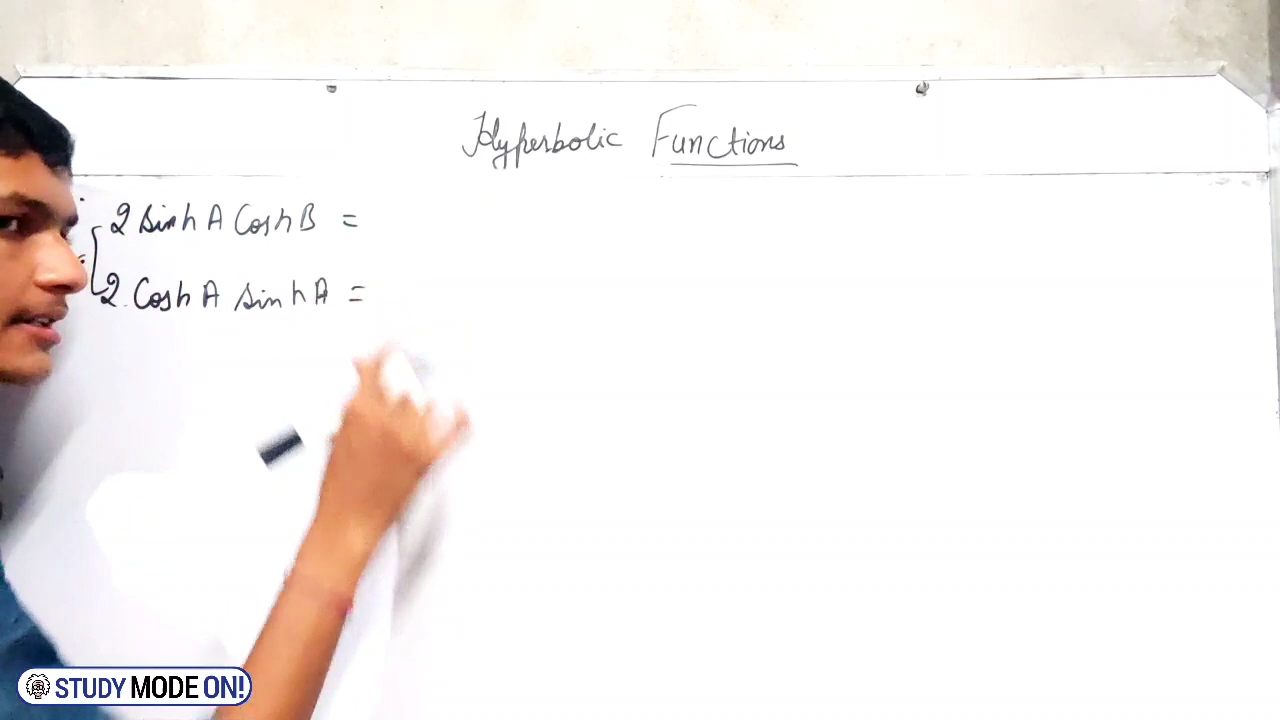 Hyperbolic Functions
2 Sinh A Cosh B =
2. Cosh A Sinh A =
STUDY MODE ON!